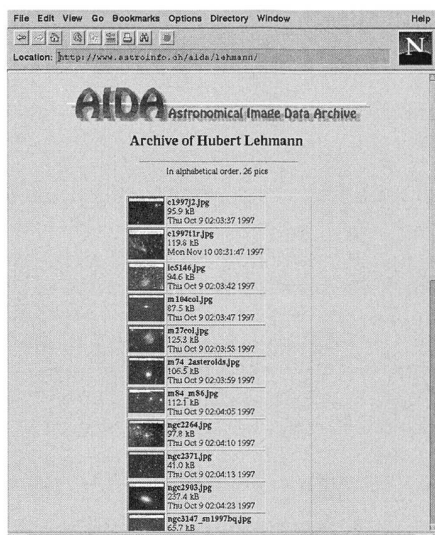 File Edit View Go Bookmarks Options Directory Window Help
N
Location: http://www.astroinfo.ch/aida/lehmann/
AIDA Astronomical Image Data Archive
Archive of Hubert Lehmann
In alphabetical order, 26 pics
c1997j2.jpg
95.9 kB
Thu Oct 9 02:03:37 1997
c1997t1r.jpg
119.8 kB
Mon Nov 10 08:31:47 1997
ic5146.jpg
94.6 kB
Thu Oct 9 02:03:42 1997
m104col.jpg
87.5 kB
Thu Oct 9 02:03:47 1997
m27col.jpg
125.3 kB
Thu Oct 9 02:03:53 1997
m74_2asteroids.jpg
106.5 kB
Thu Oct 9 02:03:59 1997
m84_m86.jpg
112.1 kB
Thu Oct 9 02:04:05 1997
ngc2264.jpg
97.8 kB
Thu Oct 9 02:04:10 1997
ngc2371.jpg
41.0 kB
Thu Oct 9 02:04:13 1997
ngc2903.jpg
237.4 kB
Thu Oct 9 02:04:23 1997
ngc3147_sn1997bq.jpg
65.7 kB